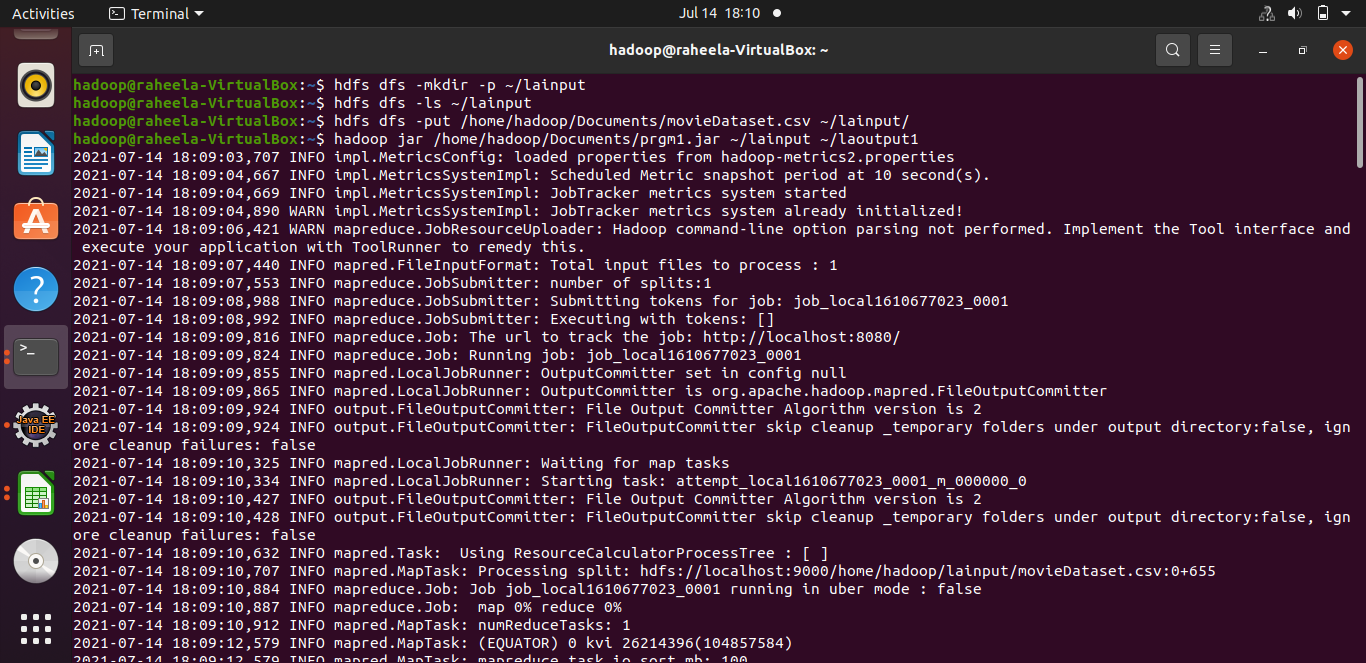 Activities
Terminal
Jul 14 18:10
hadoop@raheela-VirtualBox: ~
hadoop@raheela-VirtualBox:~$ hdfs dfs -mkdir -p ~/lainput
hadoop@raheela-VirtualBox:~$ hdfs dfs -ls ~/lainput
hadoop@raheela-VirtualBox:~$ hdfs dfs -put /home/hadoop/Documents/movieDataset.csv ~/lainput/
hadoop@raheela-VirtualBox:~$ hadoop jar /home/hadoop/Documents/prgm1.jar ~/lainput ~/laoutput1
2021-07-14 18:09:03,707 INFO impl.MetricsConfig: loaded properties from hadoop-metrics2.properties
2021-07-14 18:09:04,667 INFO impl.MetricsSystemImpl: Scheduled Metric snapshot period at 10 second(s).
2021-07-14 18:09:04,669 INFO impl.MetricsSystemImpl: JobTracker metrics system started
2021-07-14 18:09:04,890 WARN impl.MetricsSystemImpl: JobTracker metrics system already initialized!
2021-07-14 18:09:06,421 WARN mapreduce.JobResourceUploader: Hadoop command-line option parsing not performed. Implement the Tool interface and
execute your application with ToolRunner to remedy this.
2021-07-14 18:09:07,440 INFO mapred.FileInputFormat: Total input files to process : 1
2021-07-14 18:09:07,553 INFO mapreduce.JobSubmitter: number of splits:1
2021-07-14 18:09:08,988 INFO mapreduce.JobSubmitter: Submitting tokens for job: job_local1610677023_0001
2021-07-14 18:09:08,992 INFO mapreduce.JobSubmitter: Executing with tokens: []
2021-07-14 18:09:09,816 INFO mapreduce.Job: The url to track the job: http://localhost:8080/
2021-07-14 18:09:09,824 INFO mapreduce.Job: Running job: job_local1610677023_0001
2021-07-14 18:09:09,855 INFO mapred.LocalJobRunner: OutputCommitter set in config null
2021-07-14 18:09:09,865 INFO mapred.LocalJobRunner: OutputCommitter is org.apache.hadoop.mapred.FileOutputCommitter
2021-07-14 18:09:09,924 INFO output.FileOutputCommitter: File Output Committer Algorithm version is 2
2021-07-14 18:09:09,924 INFO output.FileOutputCommitter: FileOutputCommitter skip cleanup _temporary folders under output directory:false, ign
ore cleanup failures: false
2021-07-14 18:09:10,325 INFO mapred.LocalJobRunner: Waiting for map tasks
2021-07-14 18:09:10,334 INFO mapred.LocalJobRunner: Starting task: attempt_local1610677023_0001_m_000000_0
2021-07-14 18:09:10,427 INFO output.FileOutputCommitter: File Output Committer Algorithm version is 2
2021-07-14 18:09:10,428 INFO output.FileOutputCommitter: FileOutputCommitter skip cleanup _temporary folders under output directory:false, ign
ore cleanup failures: false
2021-07-14 18:09:10,632 INFO mapred.Task:  Using ResourceCalculatorProcessTree : [ ]
2021-07-14 18:09:10,707 INFO mapred.MapTask: Processing split: hdfs://localhost:9000/home/hadoop/lainput/movieDataset.csv:0+655
2021-07-14 18:09:10,884 INFO mapreduce.Job: Job job_local1610677023_0001 running in uber mode : false
2021-07-14 18:09:10,887 INFO mapreduce.Job:  map 0% reduce 0%
2021-07-14 18:09:10,912 INFO mapred.MapTask: numReduceTasks: 1
2021-07-14 18:09:12,579 INFO mapred.MapTask: (EQUATOR) 0 kvi 26214396(104857584)
2021-07-14 18:09:12,579 INFO mapred.MapTask: mapreduce.task.io.sort.mb: 100
Java EE
IDE